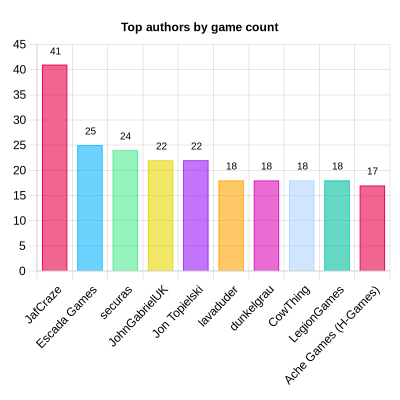 Top authors by game count
45
40
35
30
25
20
15
10
5
0
41
25
24
22
22
18
18
18
18
17
JafCraze
Escada Games
securas
JohnGabrielUK
Jon Topielski
lavaduder
dunkelgrau
CowThing
LegionGames
Ache Games (H-Games)